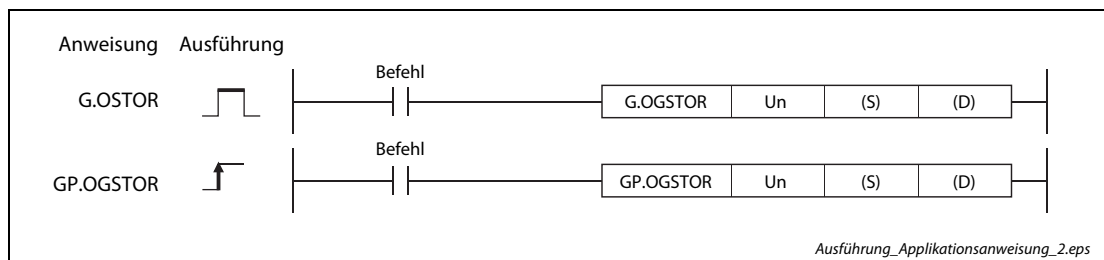 Anweisung Ausführung
Befehl
G.OSTOR G.OGSTOR Un (S) (D)
Befehl
GP.OGSTOR GP.OGSTOR Un (S) (D)
Ausführung_Applikationsanweisung_2.eps